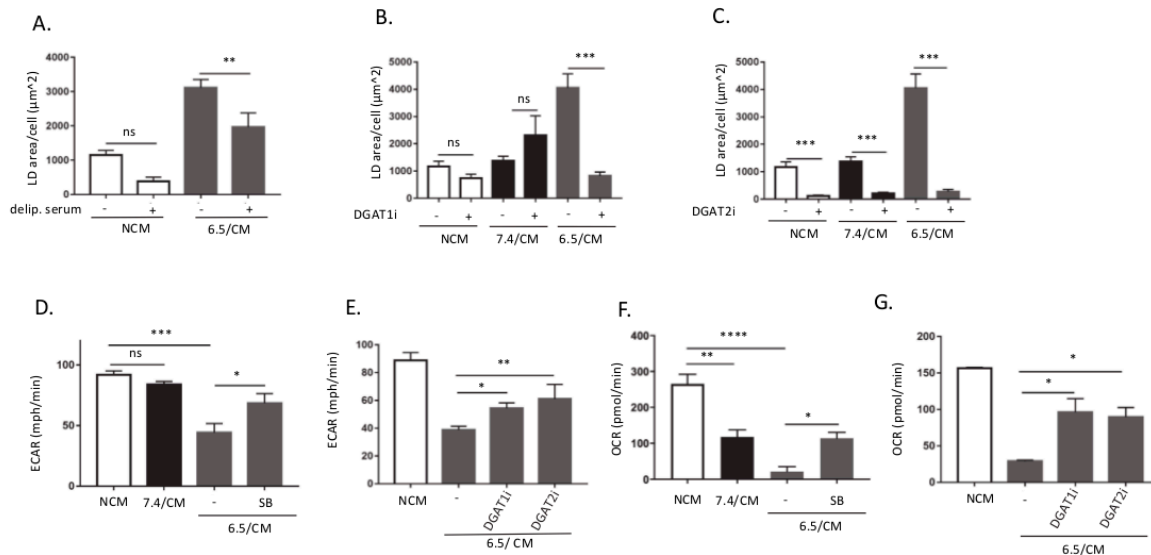 A.
LD area/cell (μm^2)
4000
3000
2000
1000
0
ns
**
delip. serum
-
+
-
+
NCM
6.5/CM
B.
LD area/cell (μm^2)
5000
4000
3000
2000
1000
0
ns
ns
***
DGAT1i
-
+
-
+
-
+
NCM
7.4/CM
6.5/CM
C.
LD area/cell (μm^2)
5000
4000
3000
2000
1000
0
***
***
***
DGAT2i
-
+
-
+
-
+
NCM
7.4/CM
6.5/CM
D.
ECAR (mph/min)
100
50
0
***
ns
*
NCM
7.4/CM
-
SB
6.5/CM
E.
ECAR (mph/min)
100
80
60
40
20
0
**
*
NCM
-
DGAT1i
DGAT2i
6.5/ CM
F.
OCR (pmol/min)
400
300
200
100
0
****
**
*
NCM
7.4/CM
-
SB
6.5/CM
G.
OCR (pmol/min)
200
150
100
50
0
*
*
NCM
-
DGAT1i
DGAT2i
6.5/CM